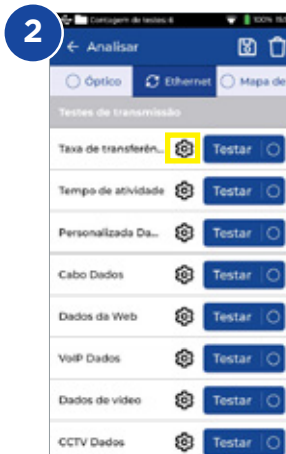 2
Contagem de testes: 6 100%
← Analisar
Óptico Ethernet Mapa de
Testes de transmissão
Taxa de transferên... Testar
Tempo de atividade Testar
Personalizada Da... Testar
Cabo Dados Testar
Dados da Web Testar
VoIP Dados Testar
Dados de vídeo Testar
CCTV Dados Testar